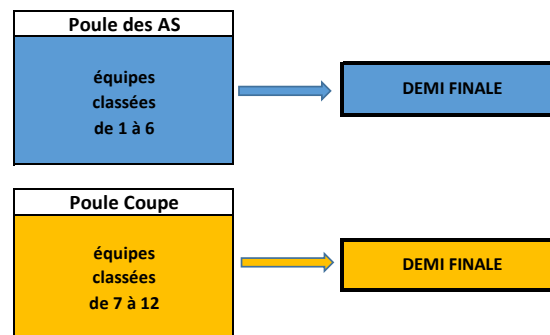 Poule des AS
équipes
classées
de 1 à 6
DEMI FINALE
Poule Coupe
équipes
classées
de 7 à 12
DEMI FINALE